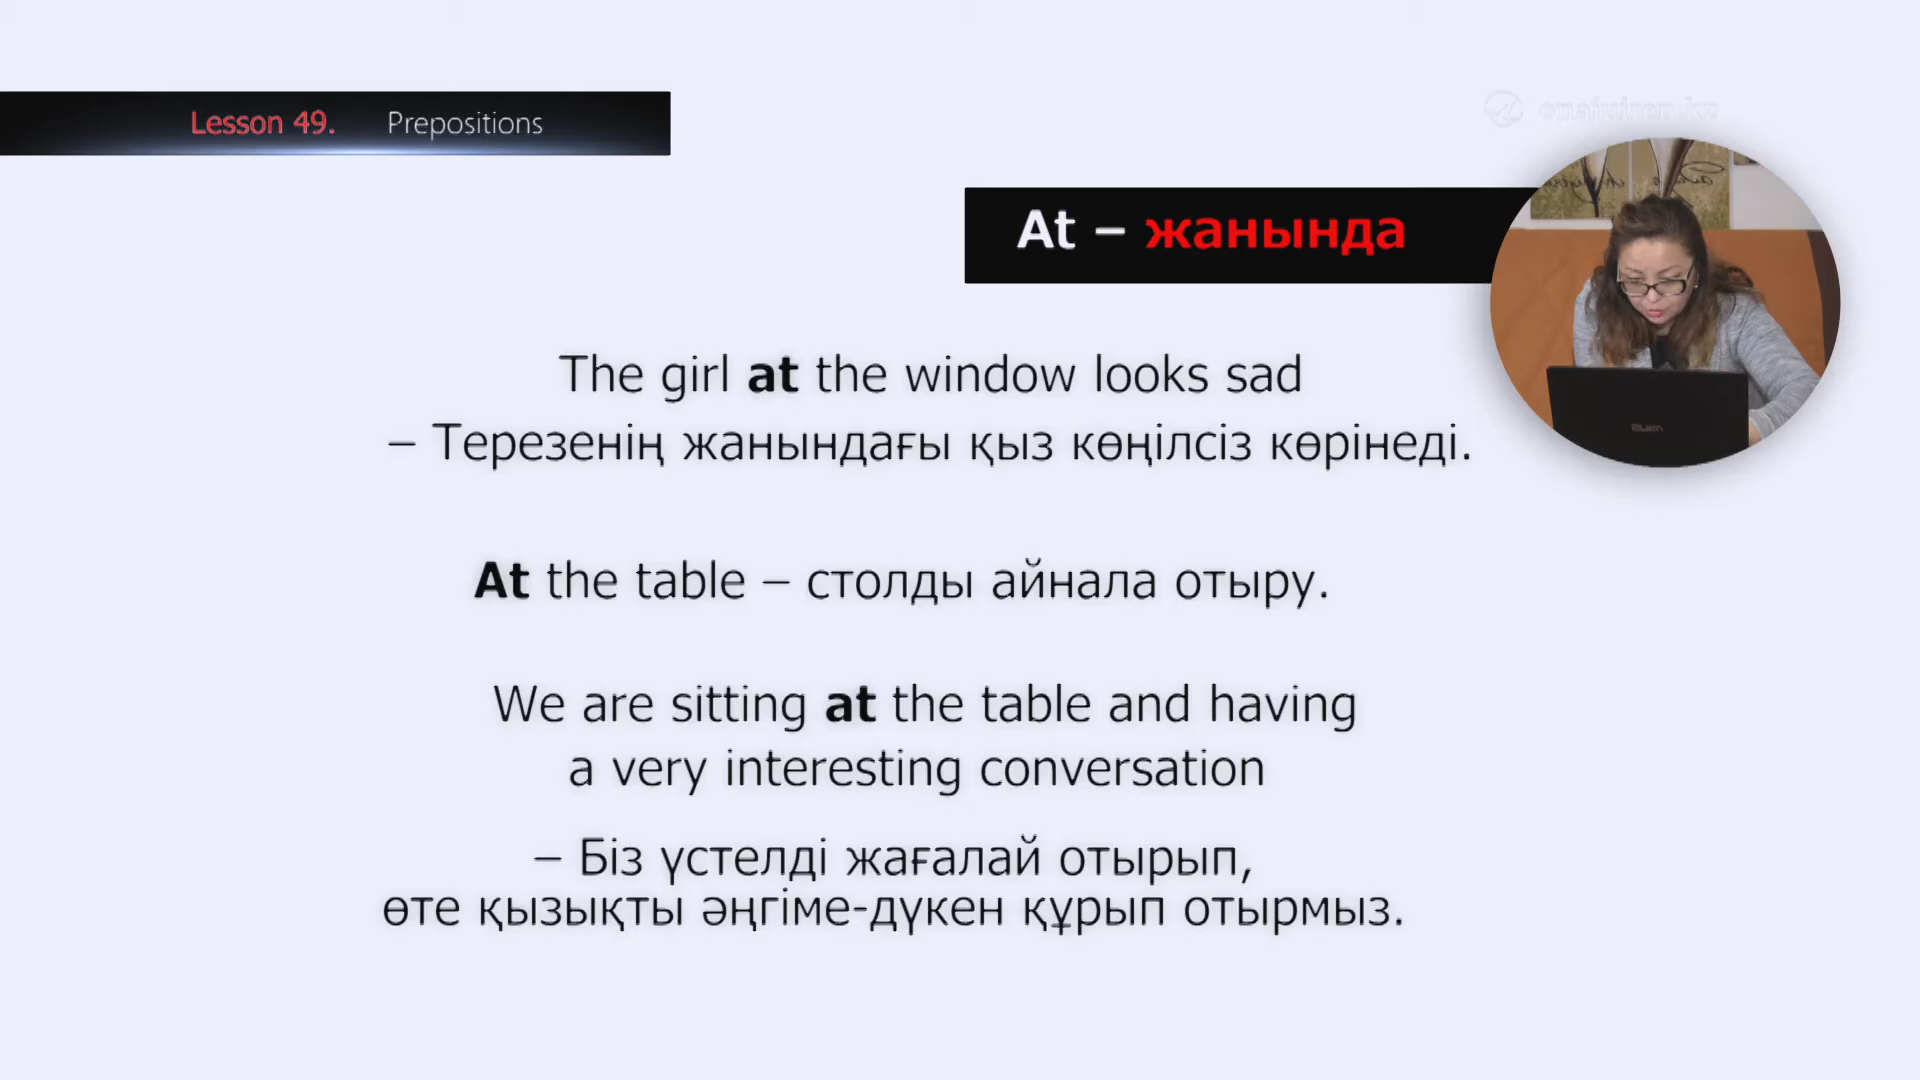 Lesson 49. Prepositions
At – жанында
The girl at the window looks sad
– Терезенің жанындағы қыз көңілсіз көрінеді.
At the table – столды айнала отыру.
We are sitting at the table and having
a very interesting conversation
– Біз үстелді жағалай отырып,
өте қызықты әңгіме-дүкен құрып отырмыз.